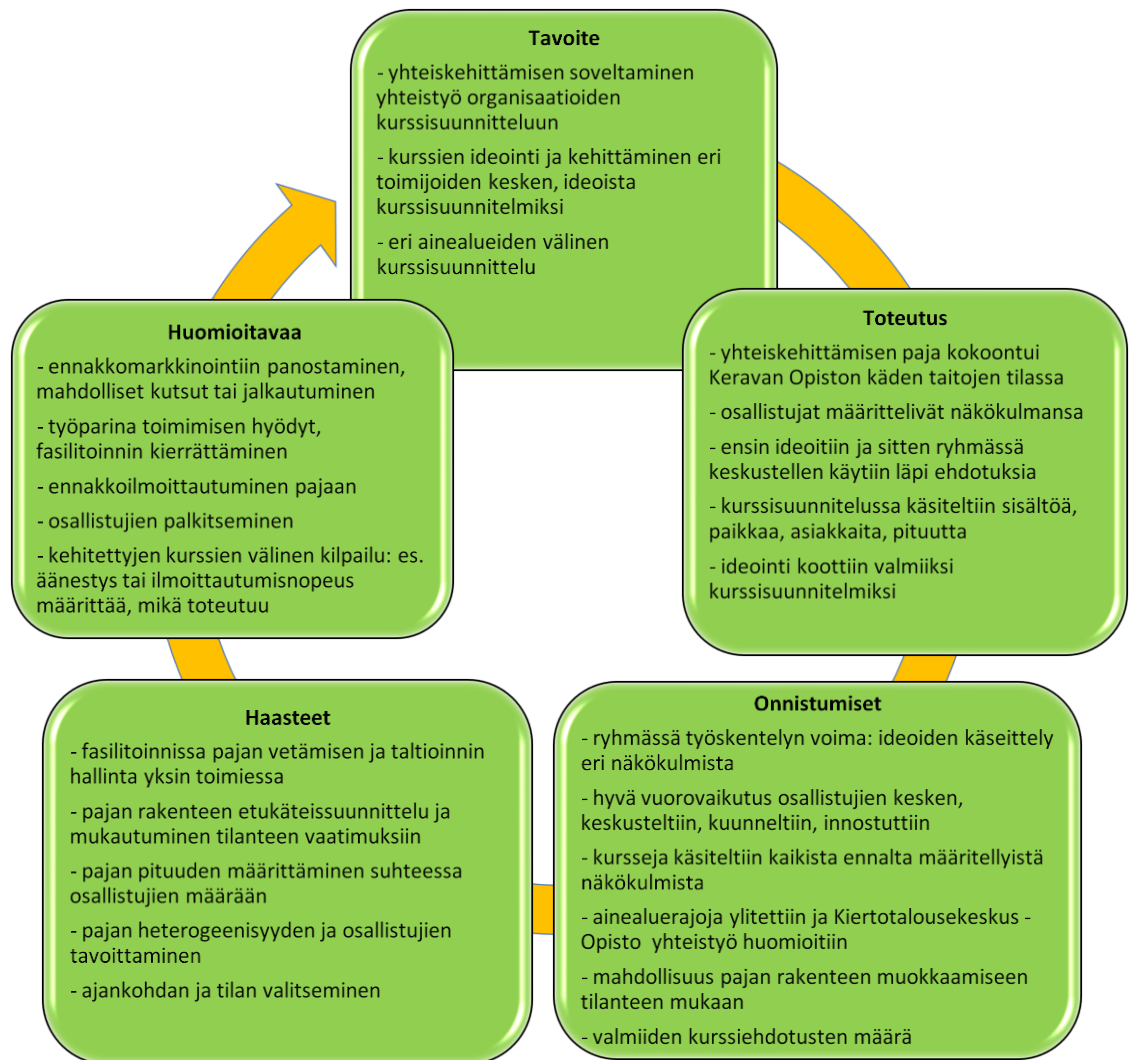 Tavoite
- yhteiskehittämisen soveltaminen
yhteistyö organisaatioiden
kurssisuunnitteluun
- kurssien ideointi ja kehittäminen eri
toimijoiden kesken, ideoista
kurssisuunnitelmiksi
- eri ainealueiden välinen
kurssisuunnittelu
Toteutus
- yhteiskehittämisen paja kokoontui
Keravan Opiston käden taitojen tilassa
- osallistujat määrittelivät näkökulmansa
- ensin ideoitiin ja sitten ryhmässä
keskustellen käytiin läpi ehdotuksia
- kurssisuunnitelussa käsiteltiin sisältöä,
paikkaa, asiakkaita, pituutta
- ideointi koottiin valmiiksi
kurssisuunnitelmiksi
Onnistumiset
- ryhmässä työskentelyn voima: ideoiden käseittely
eri näkökulmista
- hyvä vuorovaikutus osallistujien kesken,
keskusteltiin, kuunneltiin, innostuttiin
- kursseja käsiteltiin kaikista ennalta määritellyistä
näkökulmista
- ainealuerajoja ylitettiin ja Kiertotalousekeskus -
Opisto yhteistyö huomioitiin
- mahdollisuus pajan rakenteen muokkaamiseen
tilanteen mukaan
- valmiiden kurssiehdotusten määrä
Haasteet
- fasilitoinnissa pajan vetämisen ja taltioinnin
hallinta yksin toimiessa
- pajan rakenteen etukäteissuunnittelu ja
mukautuminen tilanteen vaatimuksiin
- pajan pituuden määrittäminen suhteessa
osallistujien määrään
- pajan heterogeenisyyden ja osallistujien
tavoittaminen
- ajankohdan ja tilan valitseminen
Huomioitavaa
- ennakkomarkkinointiin panostaminen,
mahdolliset kutsut tai jalkautuminen
- työparina toimimisen hyödyt,
fasilitoinnin kierrättäminen
- ennakkoilmoittautuminen pajaan
- osallistujien palkitseminen
- kehitettyjen kurssien välinen kilpailu: es.
äänestys tai ilmoittautumisnopeus
määrittää, mikä toteutuu